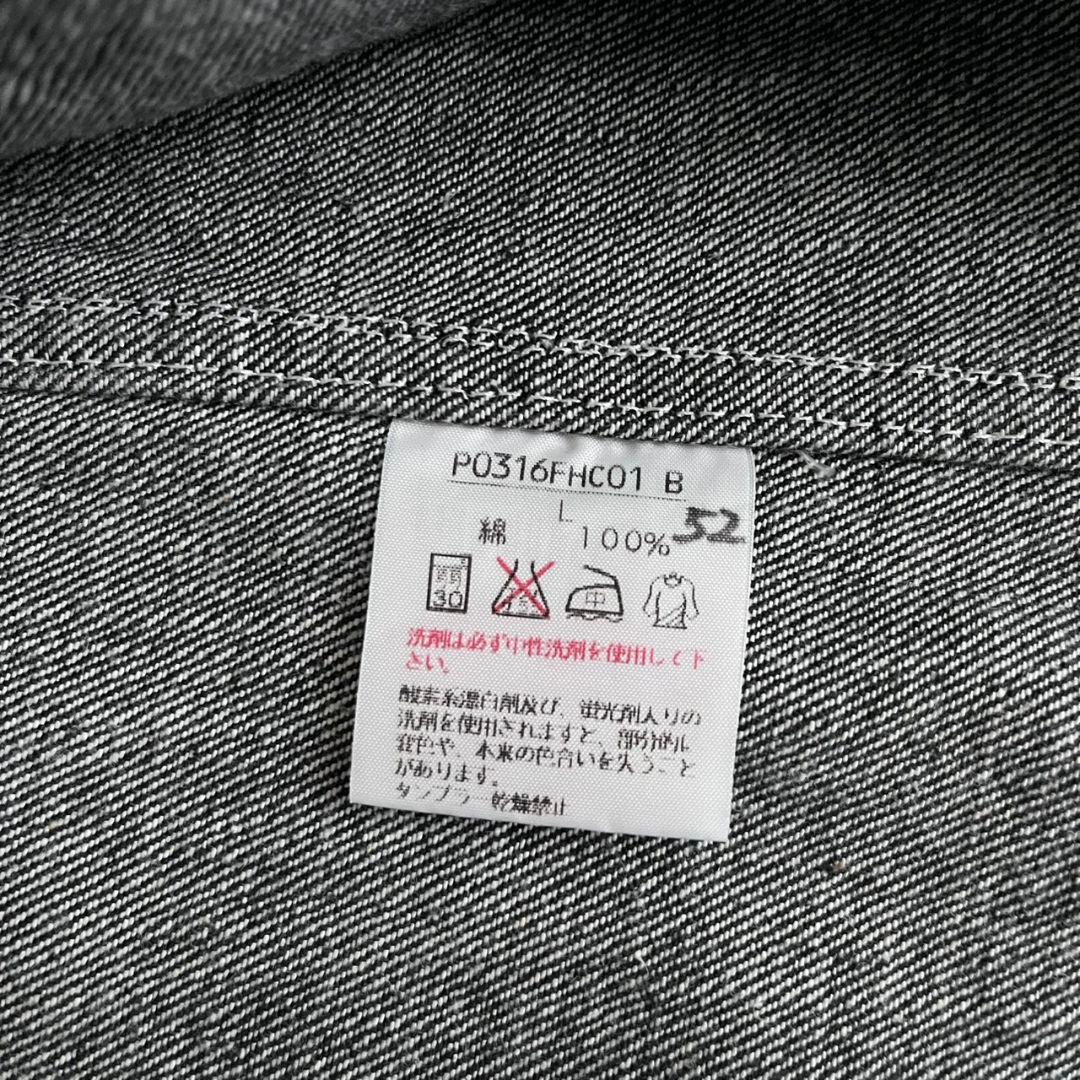 P0316FHC01 B
L
綿 100% 52
30 中
洗剤は必ず中性洗剤を使用して下
さい。
酸素系漂白剤及び、蛍光剤入りの
洗剤を使用されますと、部分的ル
変色や、本来の色合いを失うこと
があります。
タンブラー乾燥禁止